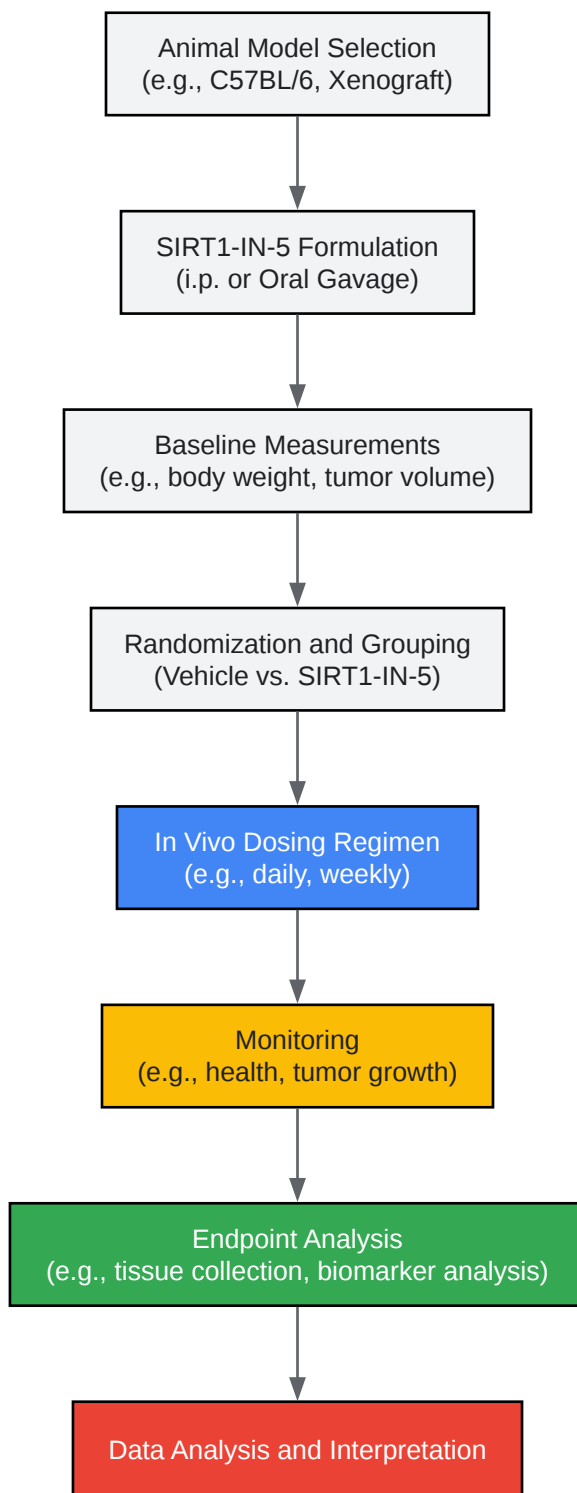 Animal Model Selection
(e.g., C57BL/6, Xenograft)
SIRT1-IN-5 Formulation
(i.p. or Oral Gavage)
Baseline Measurements
(e.g., body weight, tumor volume)
Randomization and Grouping
(Vehicle vs. SIRT1-IN-5)
In Vivo Dosing Regimen
(e.g., daily, weekly)
Monitoring
(e.g., health, tumor growth)
Endpoint Analysis
(e.g., tissue collection, biomarker analysis)
Data Analysis and Interpretation